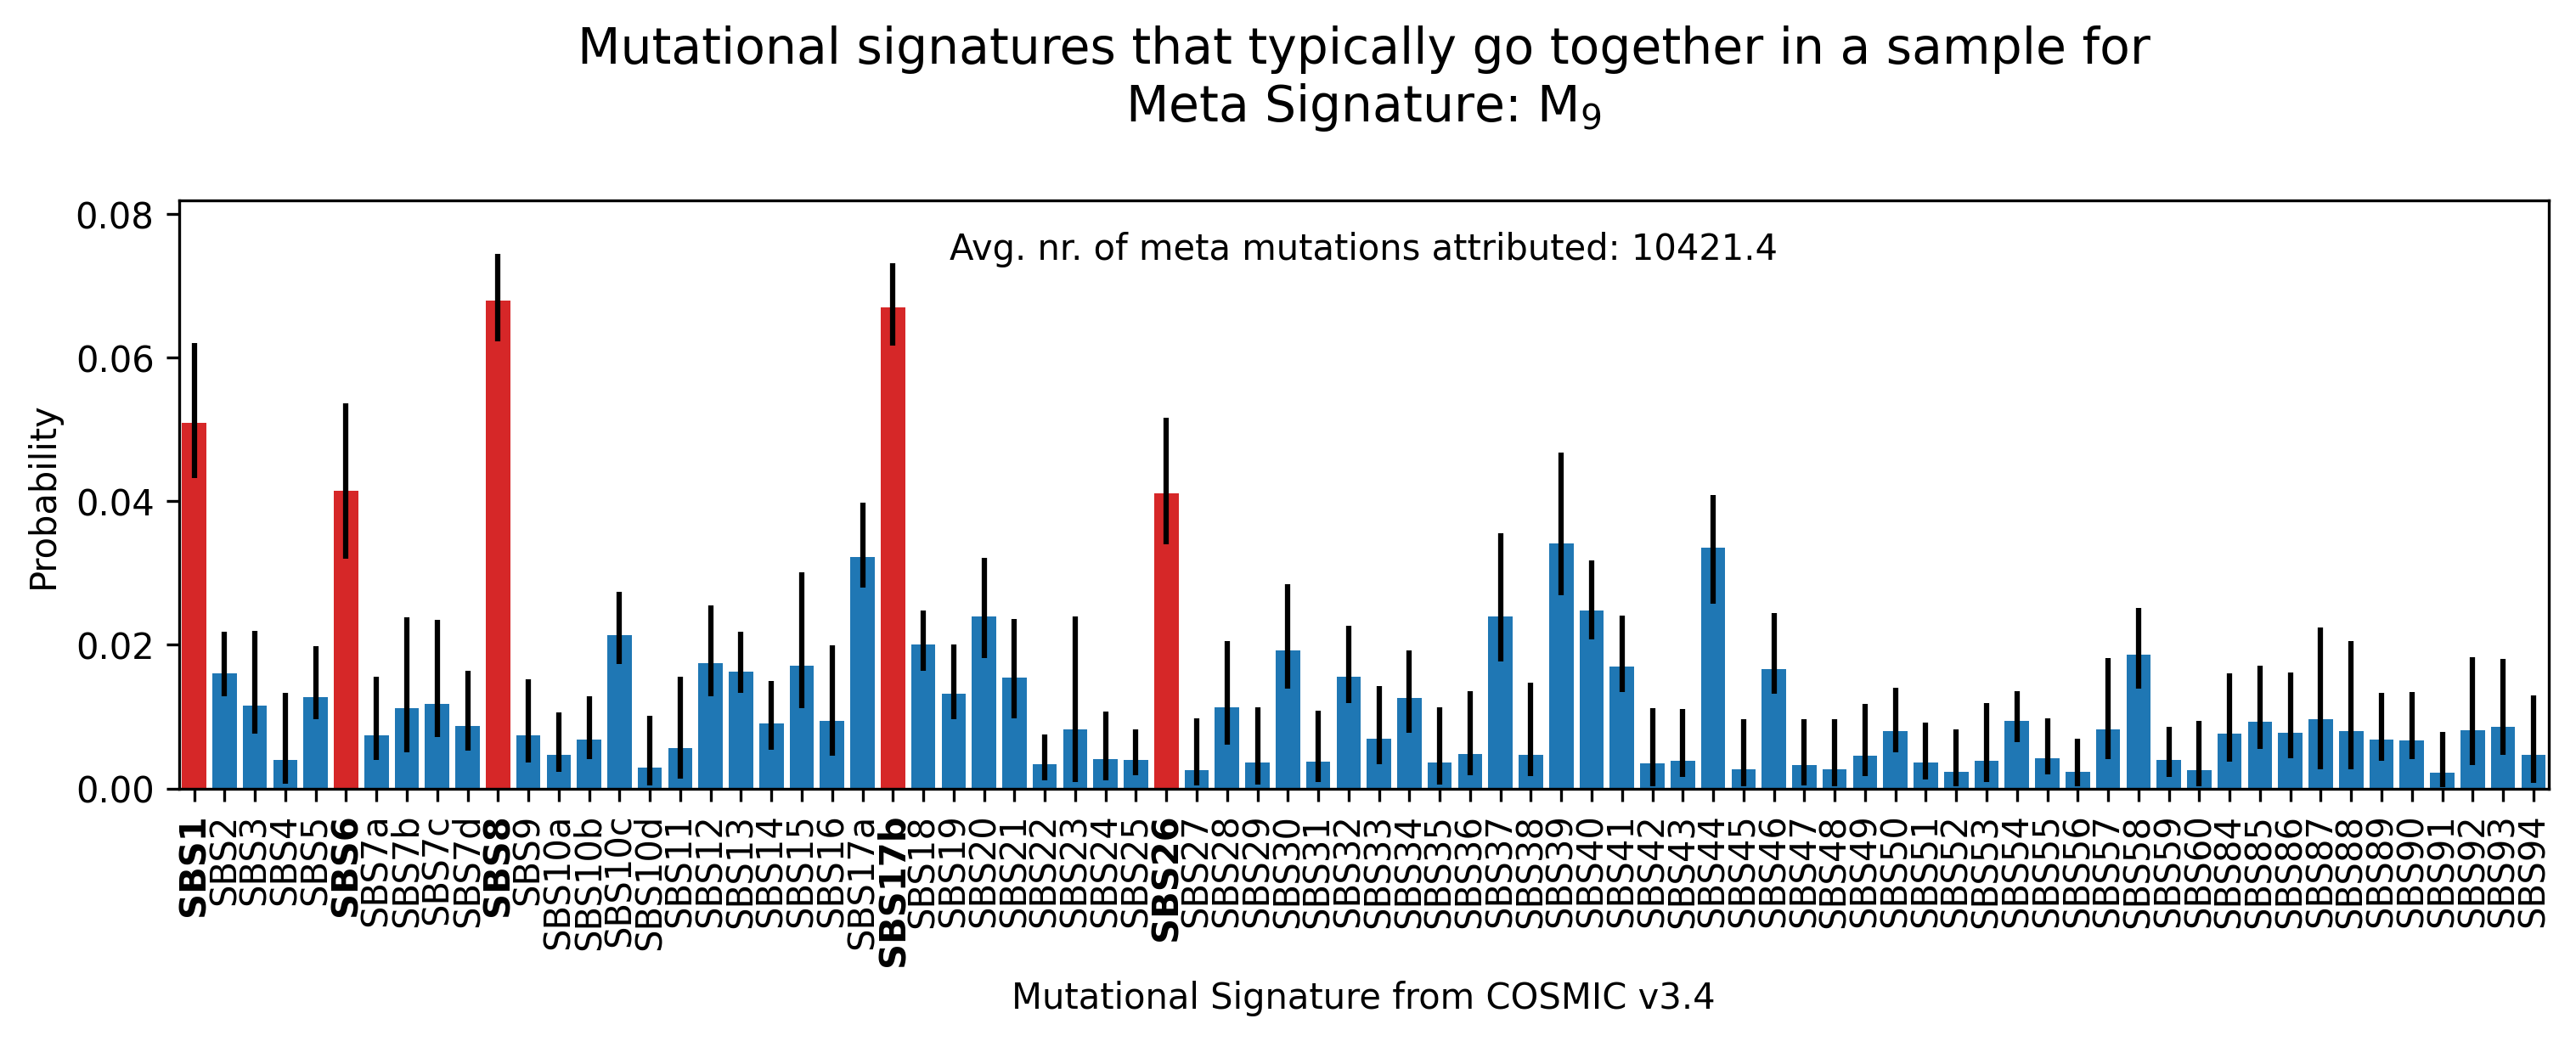 Mutational signatures that typically go together in a sample for
Meta Signature: M₉
Avg. nr. of meta mutations attributed: 10421.4
0.08
0.06
0.04
0.02
0.00
Probability
SBS1
SBS2
SBS3
SBS4
SBS5
SBS6
SBS7a
SBS7b
SBS7c
SBS7d
SBS8
SBS9
SBS10a
SBS10b
SBS10c
SBS10d
SBS11
SBS12
SBS13
SBS14
SBS15
SBS16
SBS17a
SBS17b
SBS18
SBS19
SBS20
SBS21
SBS22
SBS23
SBS24
SBS25
SBS26
SBS27
SBS28
SBS29
SBS30
SBS31
SBS32
SBS33
SBS34
SBS35
SBS36
SBS37
SBS38
SBS39
SBS40
SBS41
SBS42
SBS43
SBS44
SBS45
SBS46
SBS47
SBS48
SBS49
SBS50
SBS51
SBS52
SBS53
SBS54
SBS55
SBS56
SBS57
SBS58
SBS59
SBS60
SBS84
SBS85
SBS86
SBS87
SBS88
SBS89
SBS90
SBS91
SBS92
SBS93
SBS94
Mutational Signature from COSMIC v3.4